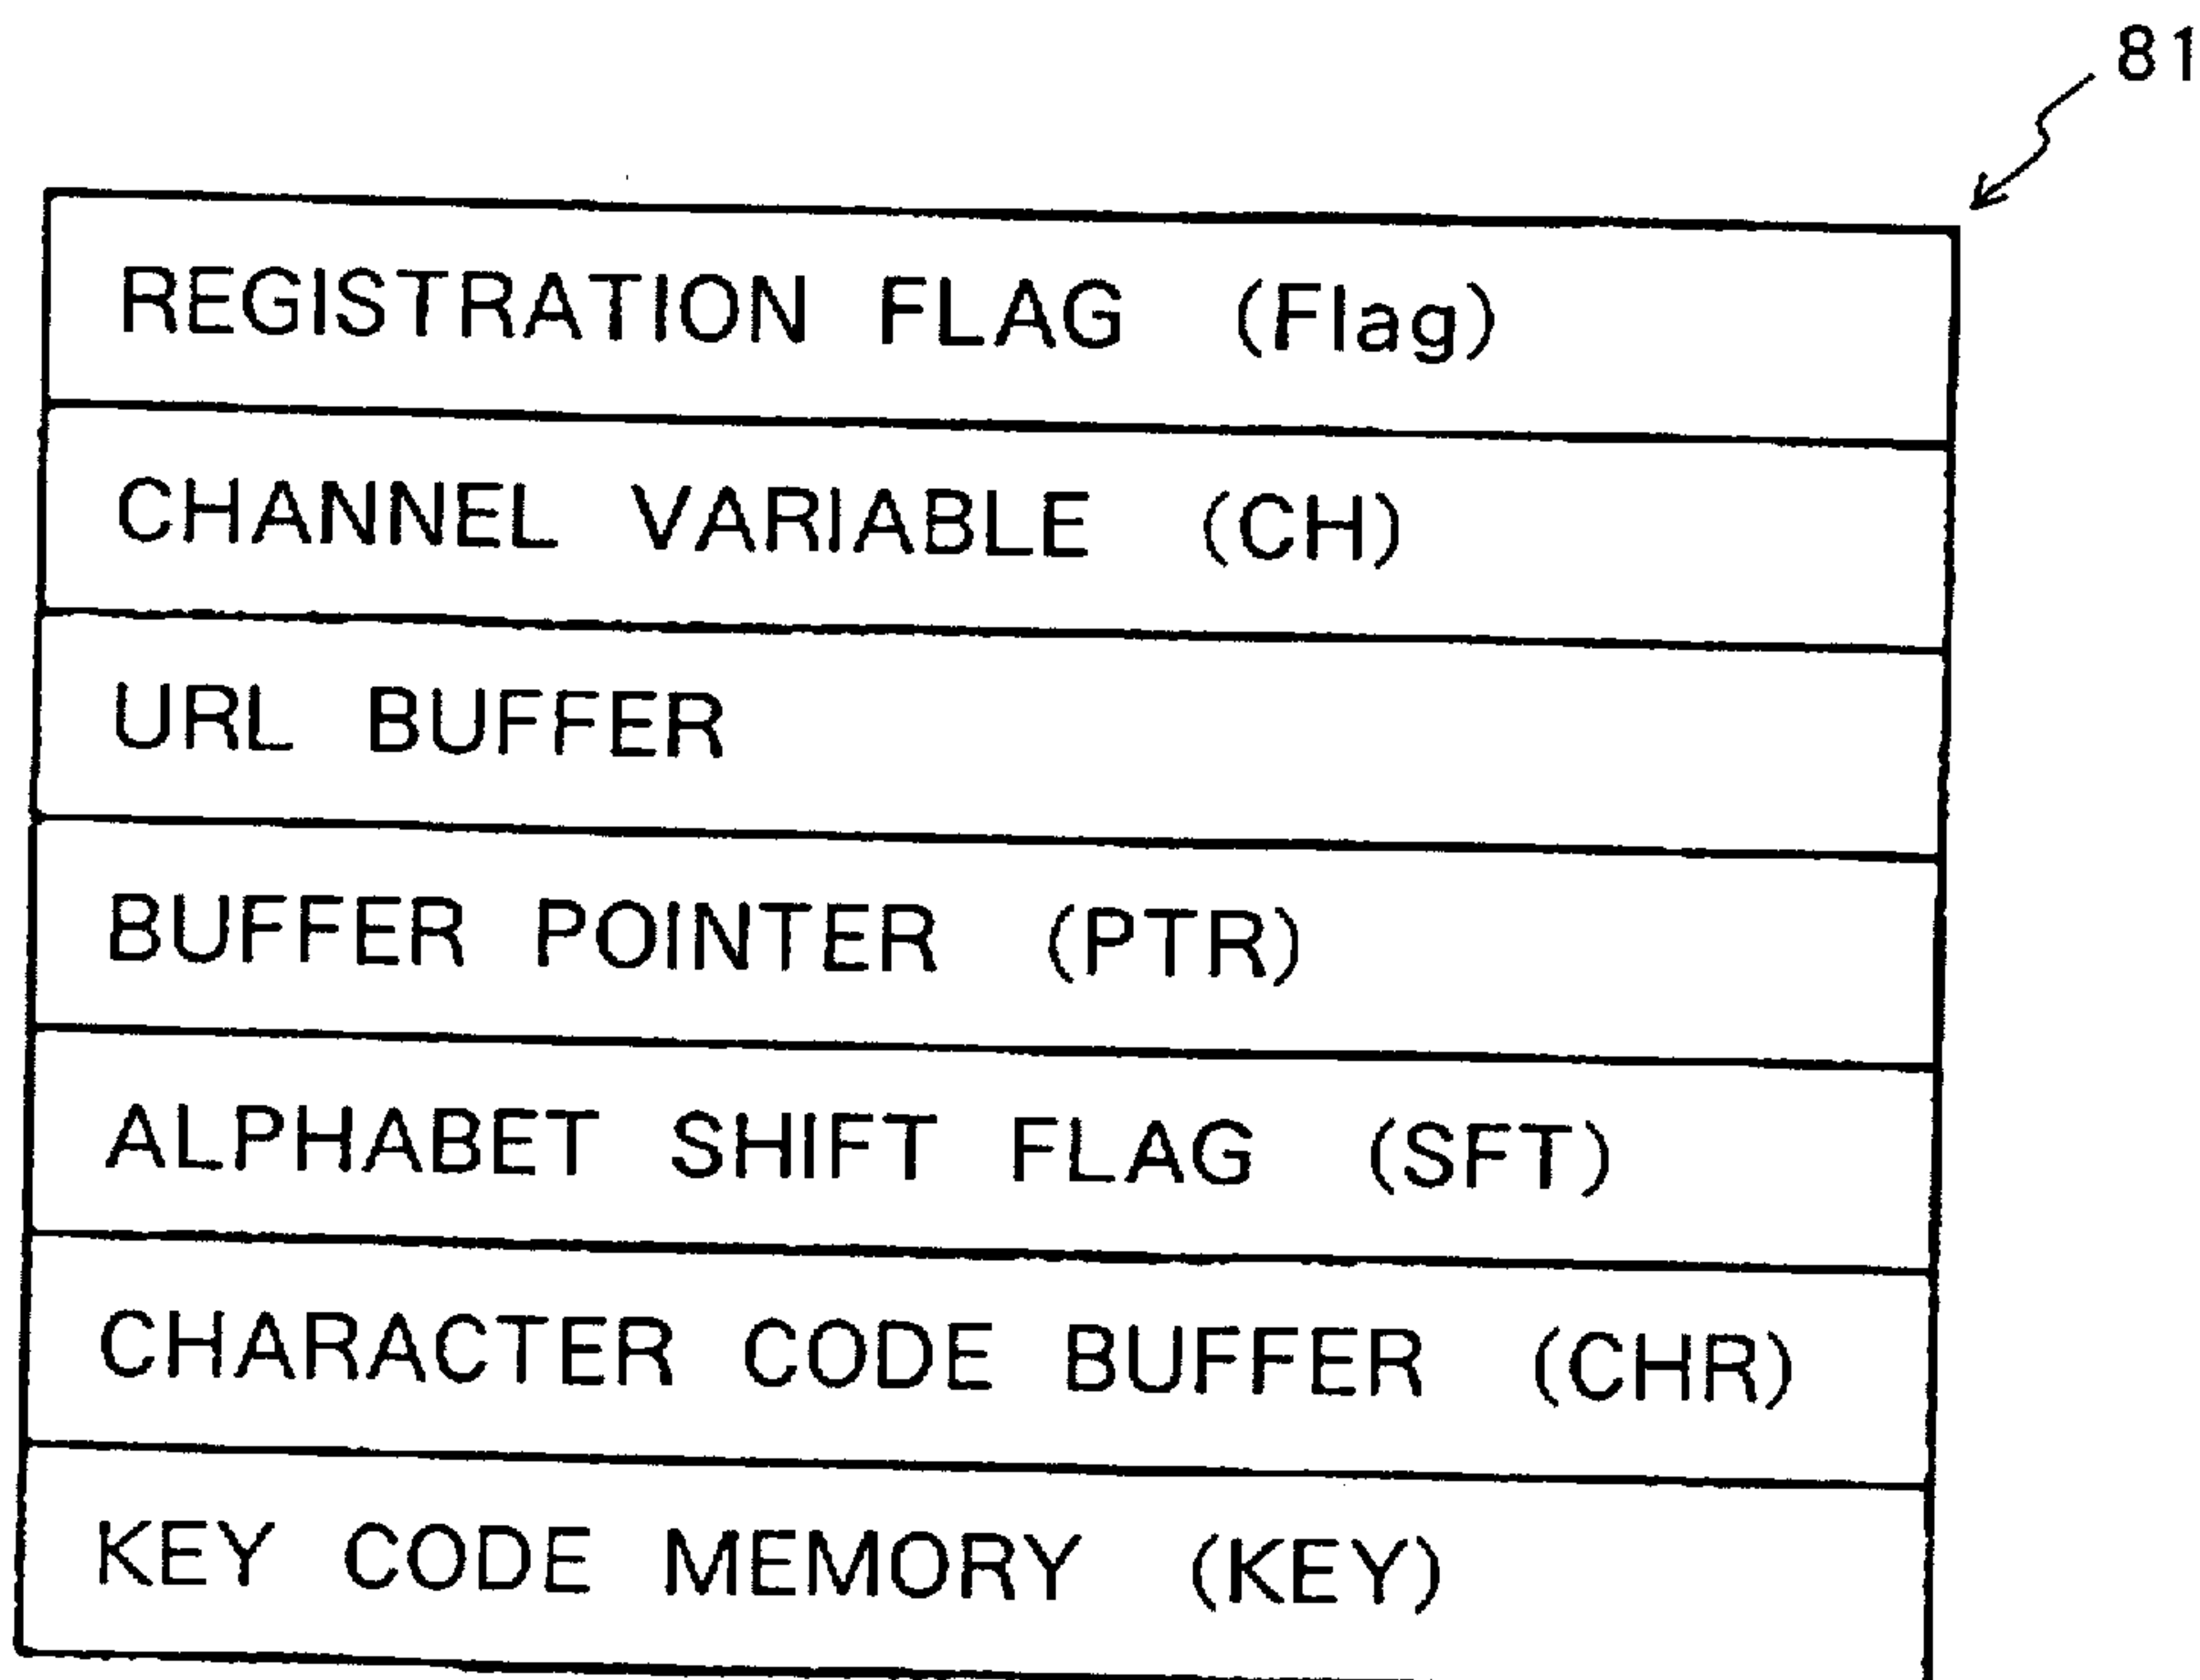 81
REGISTRATION FLAG (Flag)
CHANNEL VARIABLE (CH)
URL BUFFER
BUFFER POINTER (PTR)
ALPHABET SHIFT FLAG (SFT)
CHARACTER CODE BUFFER (CHR)
KEY CODE MEMORY (KEY)